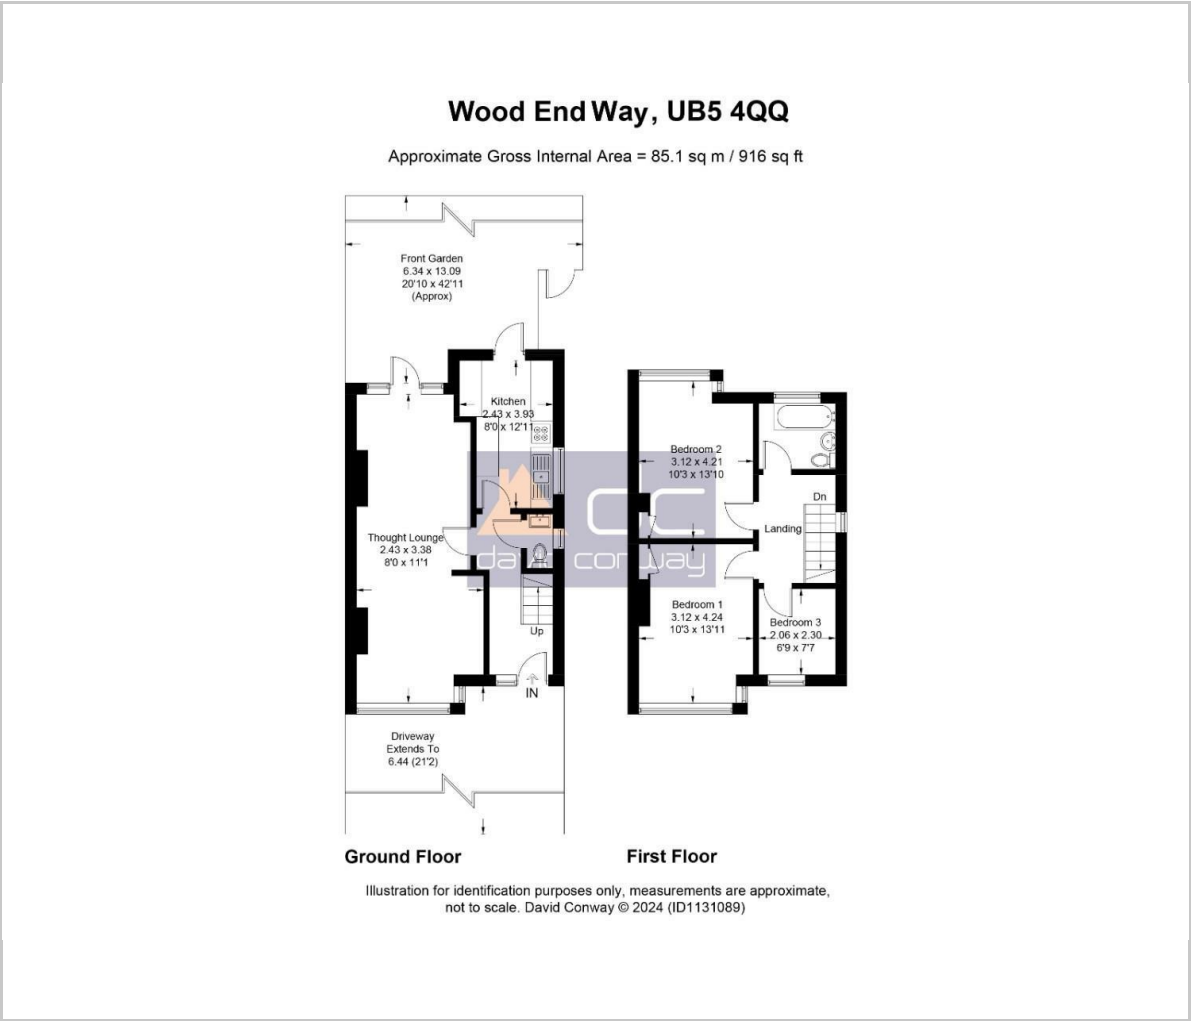 Wood End Way, UB5 4QQ
Approximate Gross Internal Area = 85.1 sq m / 916 sq ft
Front Garden
6.34 x 13.09
20'10 x 42'11
(Approx)
Kitchen
2.43 x 3.93
8'0 x 12'11
Thought Lounge
2.43 x 3.38
8'0 x 11'1
Up
IN
Driveway
Extends To
6.44 (21'2)
Ground Floor
Bedroom 2
3.12 x 4.21
10'3 x 13'10
Dn
Landing
Bedroom 1
3.12 x 4.24
10'3 x 13'11
Bedroom 3
2.06 x 2.30
6'9 x 7'7
First Floor
DC
david conway
Illustration for identification purposes only, measurements are approximate,
not to scale. David Conway © 2024 (ID1131089)